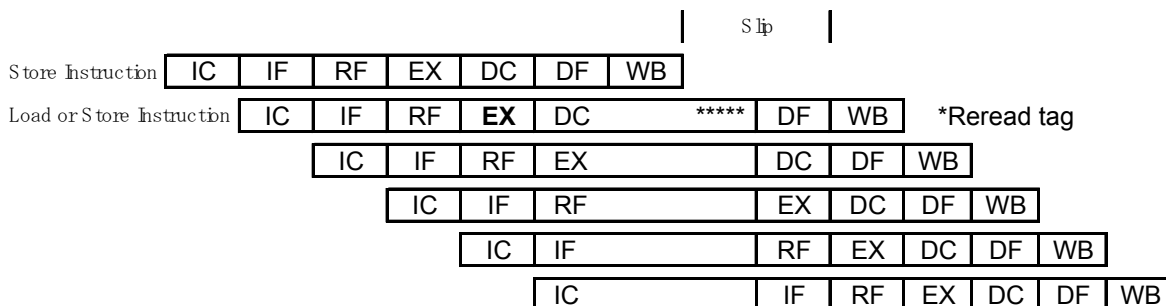 Slip
Store Instruction IC IF RF EX DC DF WB
Load or Store Instruction IC IF RF EX DC ***** DF WB *Reread tag
IC IF RF EX DC DF WB
IC IF RF EX DC DF WB
IC IF RF EX DC DF WB
IC IF RF EX DC DF WB